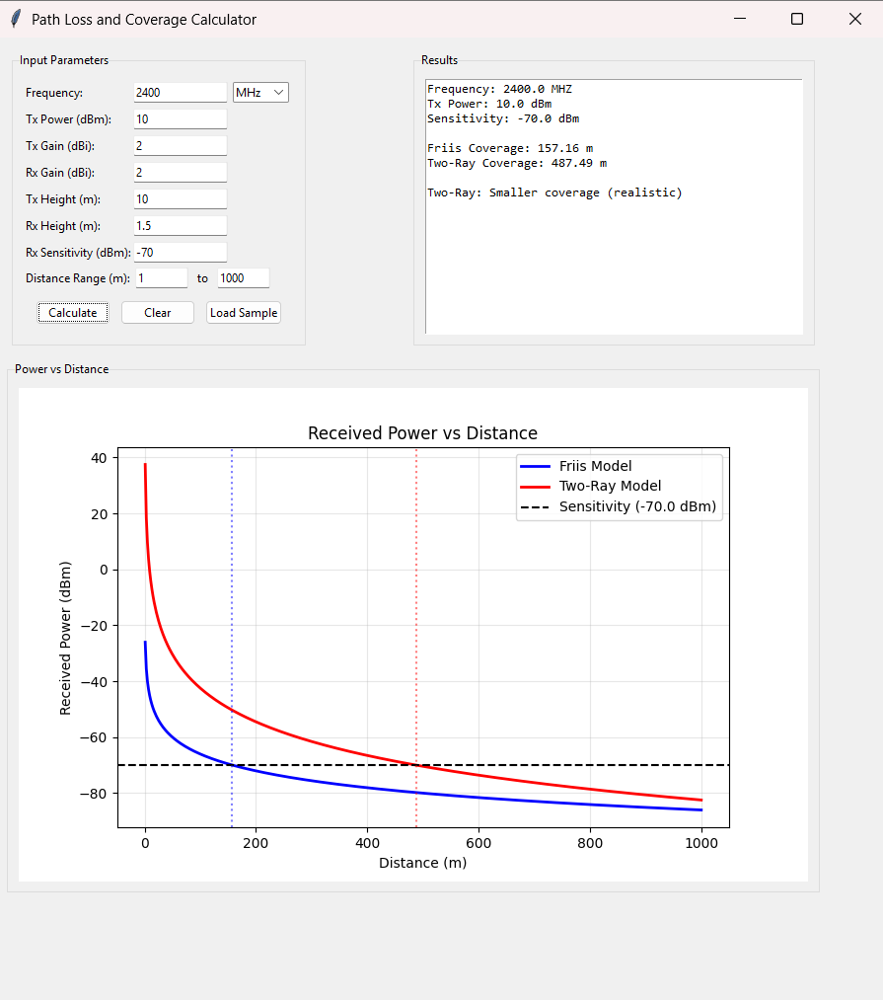 Path Loss and Coverage Calculator
Input Parameters
Frequency: 2400 MHz
Tx Power (dBm): 10
Tx Gain (dBi): 2
Rx Gain (dBi): 2
Tx Height (m): 10
Rx Height (m): 1.5
Rx Sensitivity (dBm): -70
Distance Range (m): 1 to 1000
Calculate Clear Load Sample
Results
Frequency: 2400.0 MHZ
Tx Power: 10.0 dBm
Sensitivity: -70.0 dBm
Friis Coverage: 157.16 m
Two-Ray Coverage: 487.49 m
Two-Ray: Smaller coverage (realistic)
Power vs Distance
Received Power vs Distance
Friis Model
Two-Ray Model
Sensitivity (-70.0 dBm)
Received Power (dBm)
40
20
0
−20
−40
−60
−80
0 200 400 600 800 1000
Distance (m)